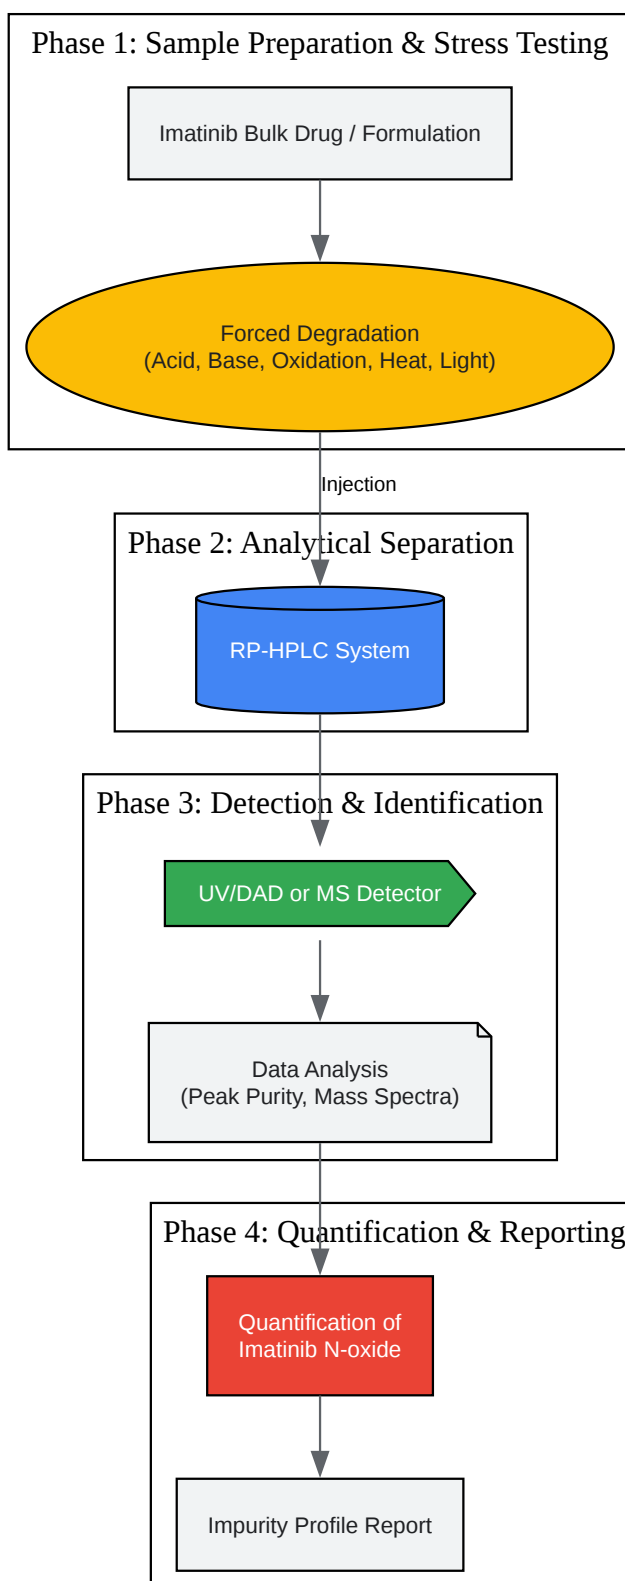 Phase 1: Sample Preparation & Stress Testing
Imatinib Bulk Drug / Formulation
Forced Degradation
(Acid, Base, Oxidation, Heat, Light)
Injection
Phase 2: Analytical Separation
RP-HPLC System
Phase 3: Detection & Identification
UV/DAD or MS Detector
Data Analysis
(Peak Purity, Mass Spectra)
Phase 4: Quantification & Reporting
Quantification of
Imatinib N-oxide
Impurity Profile Report